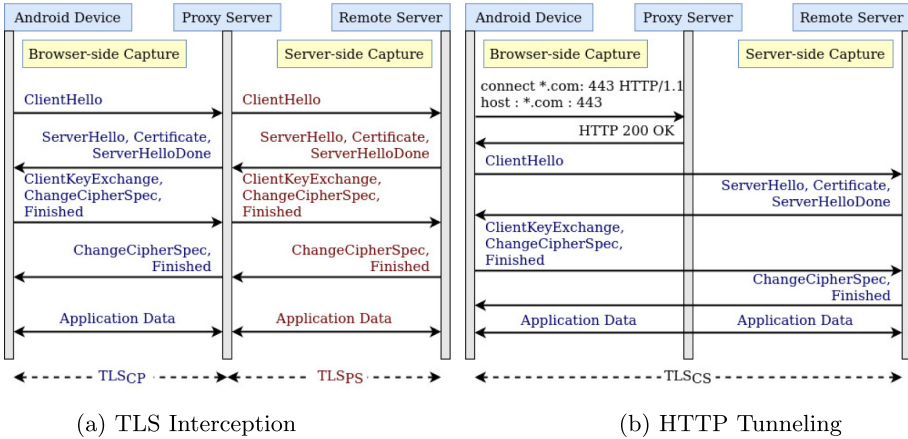 Android Device
Proxy Server
Remote Server
Browser-side Capture
Server-side Capture
ClientHello
ClientHello
ServerHello, Certificate,
ServerHelloDone
ServerHello, Certificate,
ServerHelloDone
ClientKeyExchange,
ChangeCipherSpec,
Finished
ClientKeyExchange,
ChangeCipherSpec,
Finished
ChangeCipherSpec,
Finished
ChangeCipherSpec,
Finished
Application Data
Application Data
TLSCP
TLSPS
(a) TLS Interception
Android Device
Proxy Server
Remote Server
Browser-side Capture
Server-side Capture
connect *.com: 443 HTTP/1.1
host : *.com : 443
HTTP 200 OK
ClientHello
ServerHello, Certificate,
ServerHelloDone
ClientKeyExchange,
ChangeCipherSpec,
Finished
ChangeCipherSpec,
Finished
Application Data
Application Data
TLSCS
(b) HTTP Tunneling